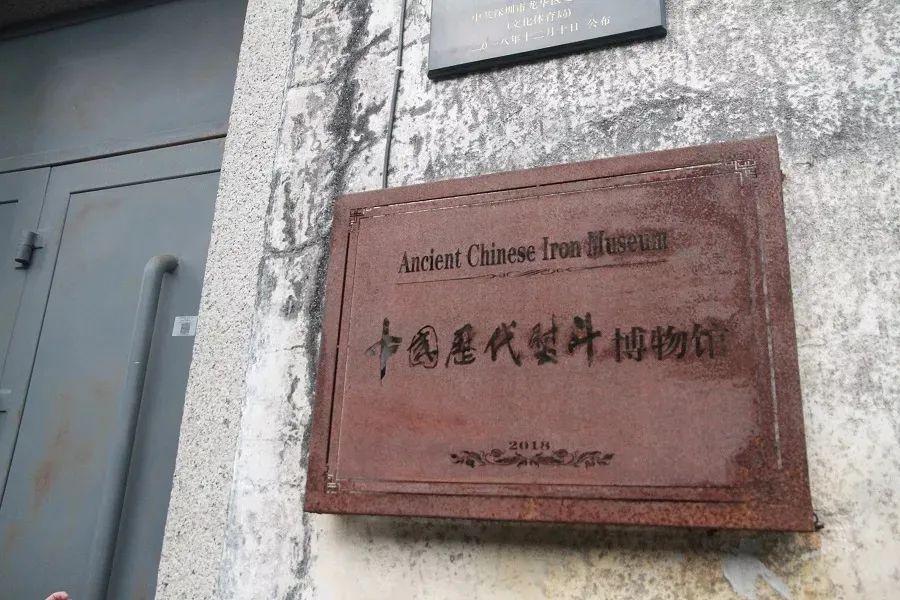 (文化体育局)
二〇一八年十二月十日 公布
Ancient Chinese Iron Museum
中國歷代熨斗博物馆
2018